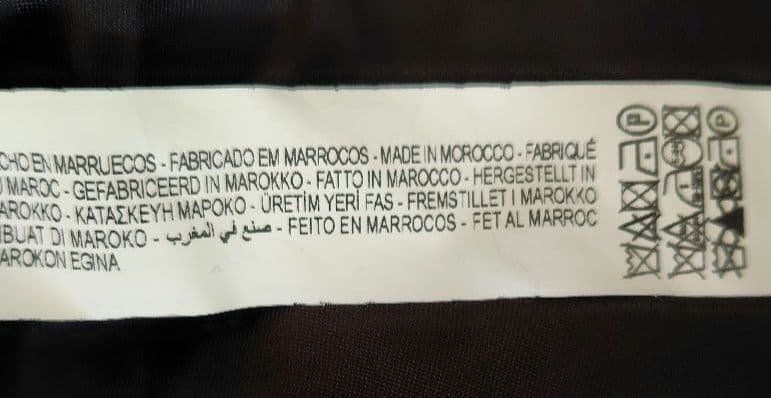 CHO EN MARRUECOS - FABRICADO EM MARROCOS - MADE IN MOROCCO - FABRIQUÉ
MAROC - GEFABRICEERD IN MAROKKO - FATTO IN MAROCCO - HERGESTELLT IN
AROKKO - ΚΑΤΑΣΚΕΥΗ ΜΑΡΟΚΟ - ÜRETİM YERİ FAS - FREMSTILLET I MAROKKO
IBUAT DI MAROKO - صنع في المغرب - FEITO EN MARROCOS - FET AL MARROC
AROKON EGINA